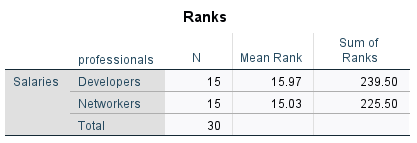 Ranks
professionals N Mean Rank Sum of Ranks
Salaries Developers 15 15.97 239.50
Networkers 15 15.03 225.50
Total 30